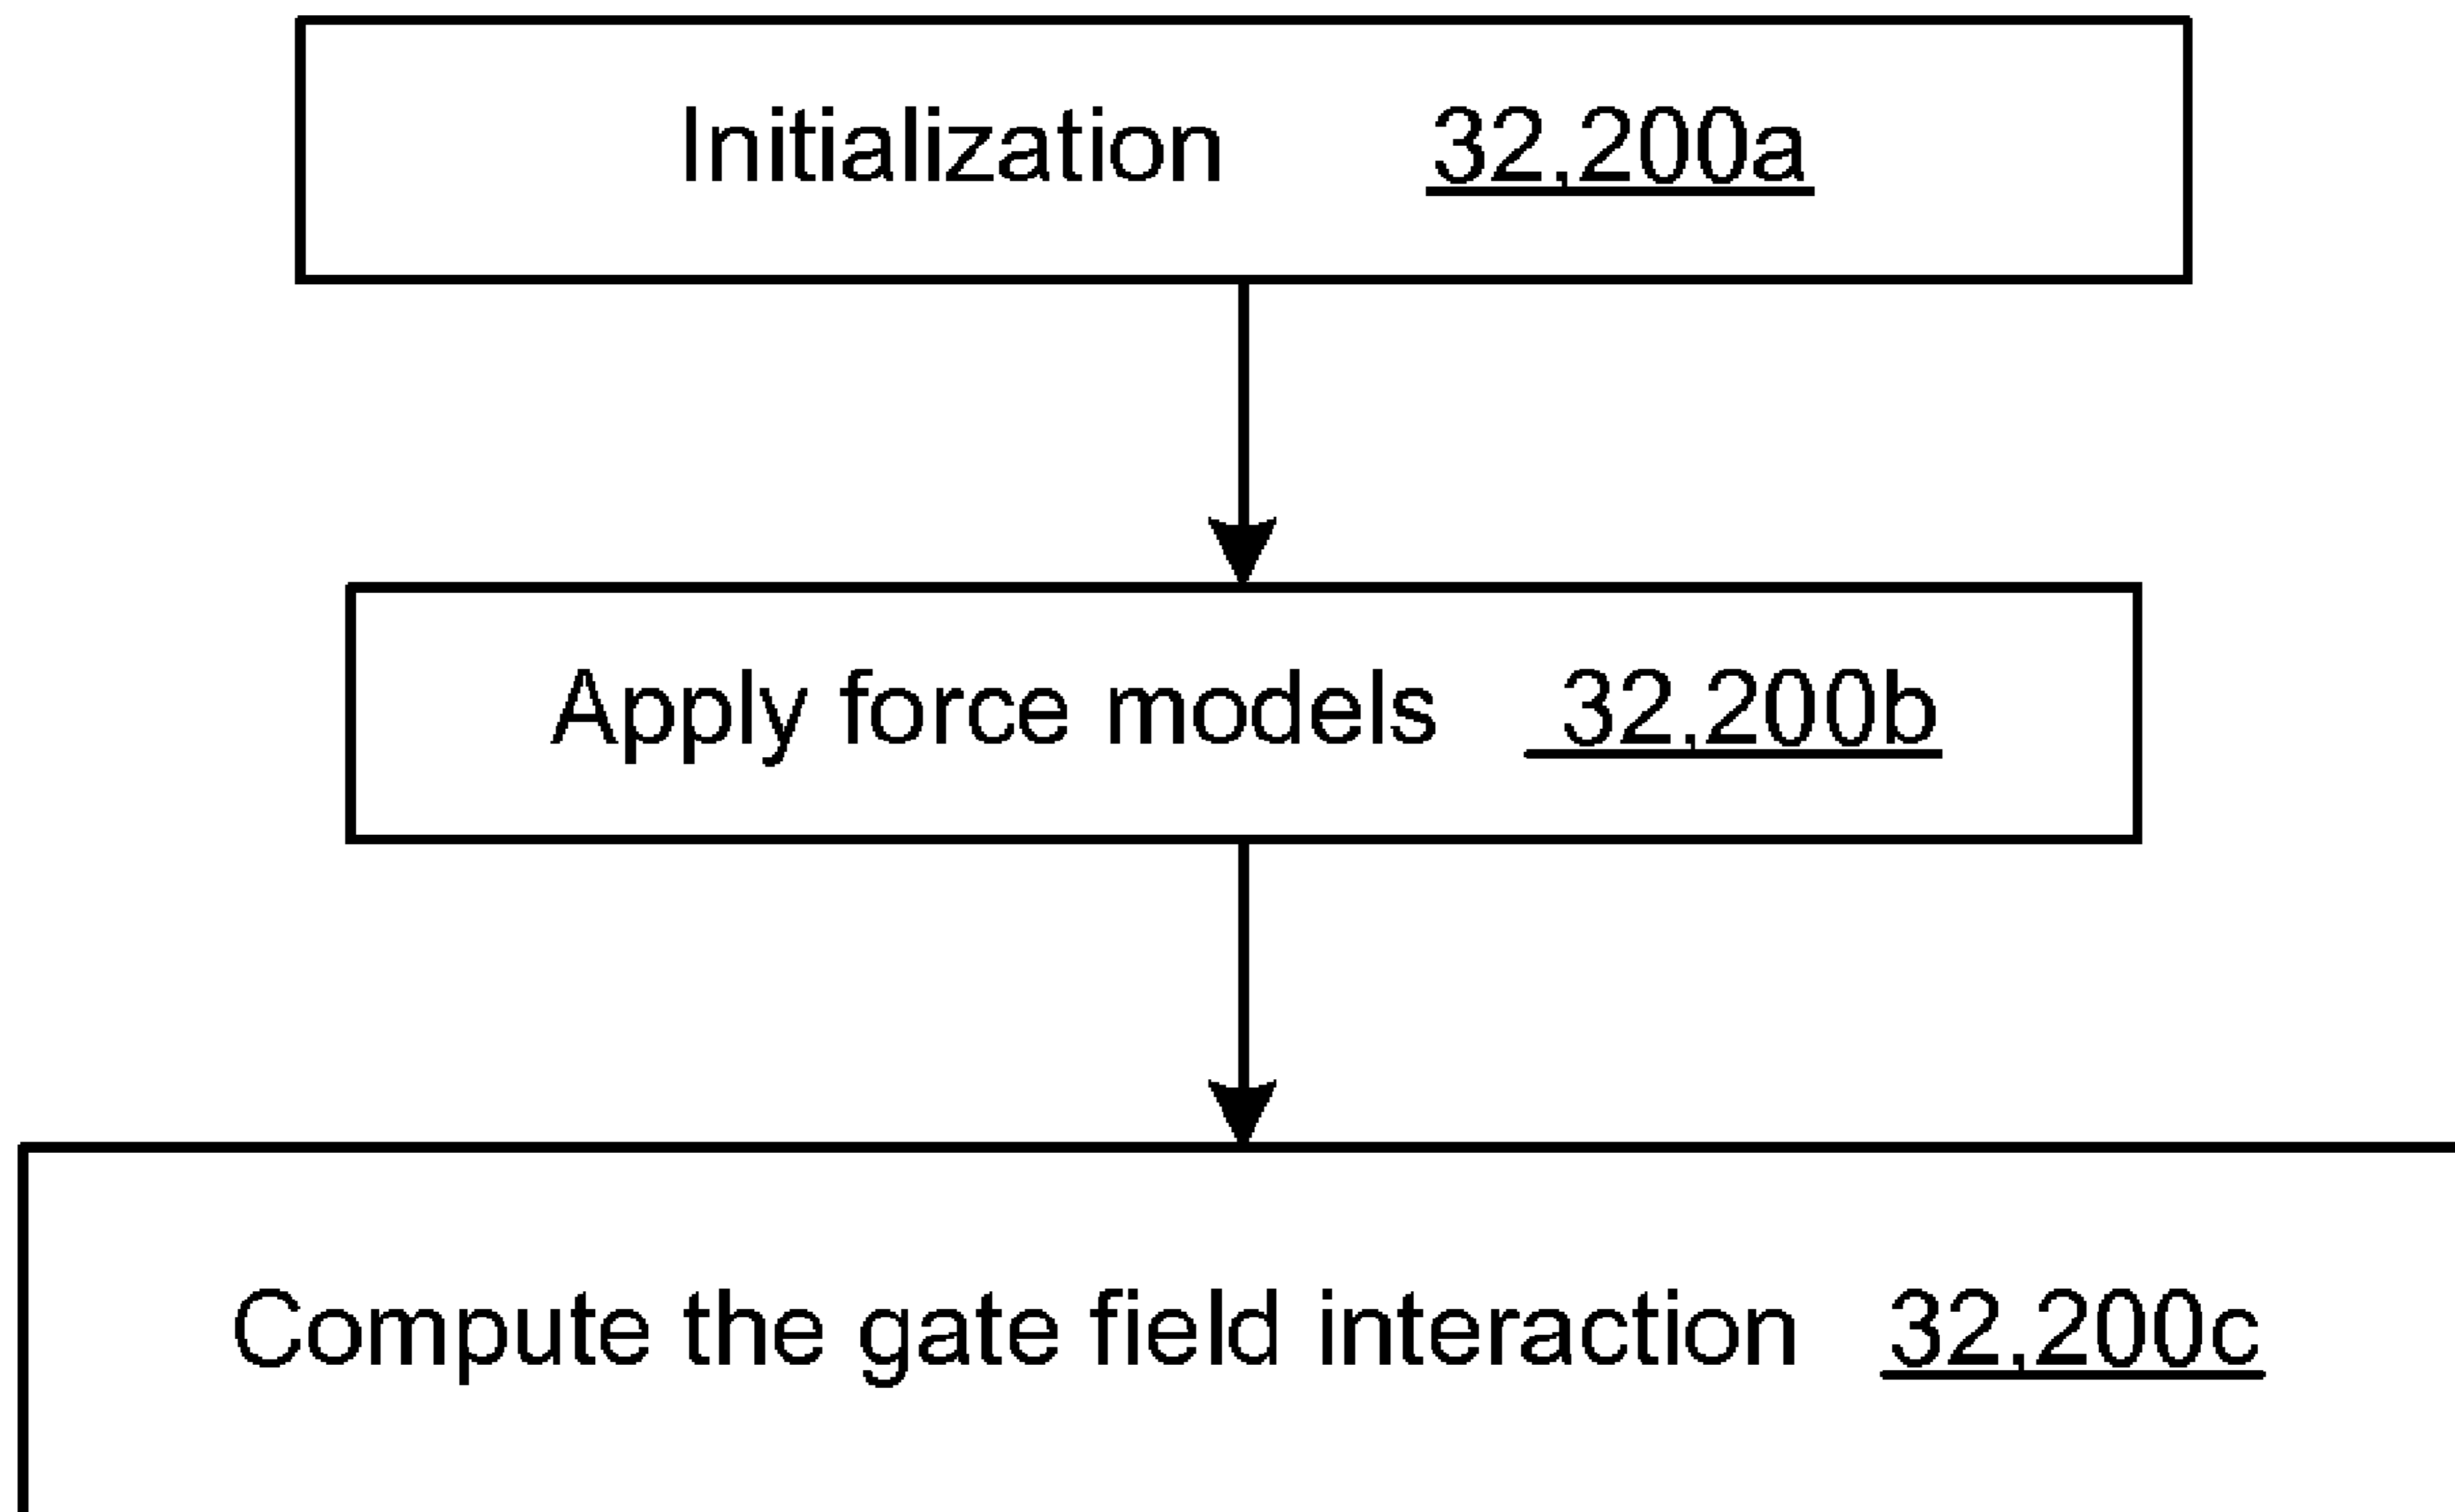 Initialization 32,200a
Apply force models 32,200b
Compute the gate field interaction 32,200c